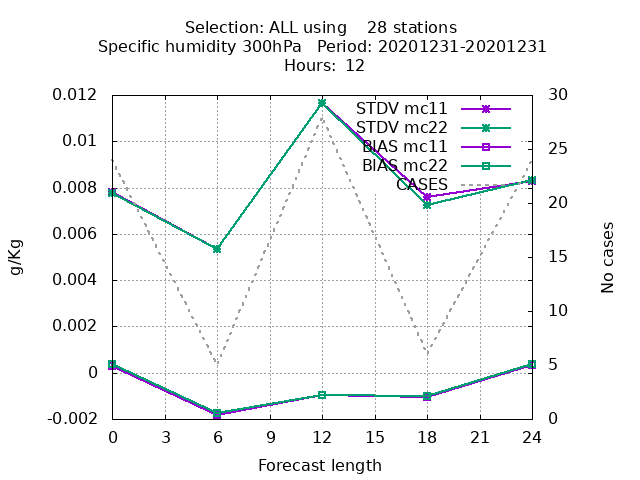 Selection: ALL using    28 stations
Specific humidity 300hPa   Period: 20201231-20201231
Hours: 12
0.012
0.01
0.008
0.006
0.004
0.002
0
-0.002
g/Kg
STDV mc11
STDV mc22
BIAS mc11
BIAS mc22
CASES
30
25
20
15
10
5
0
No cases
0 3 6 9 12 15 18 21 24
Forecast length